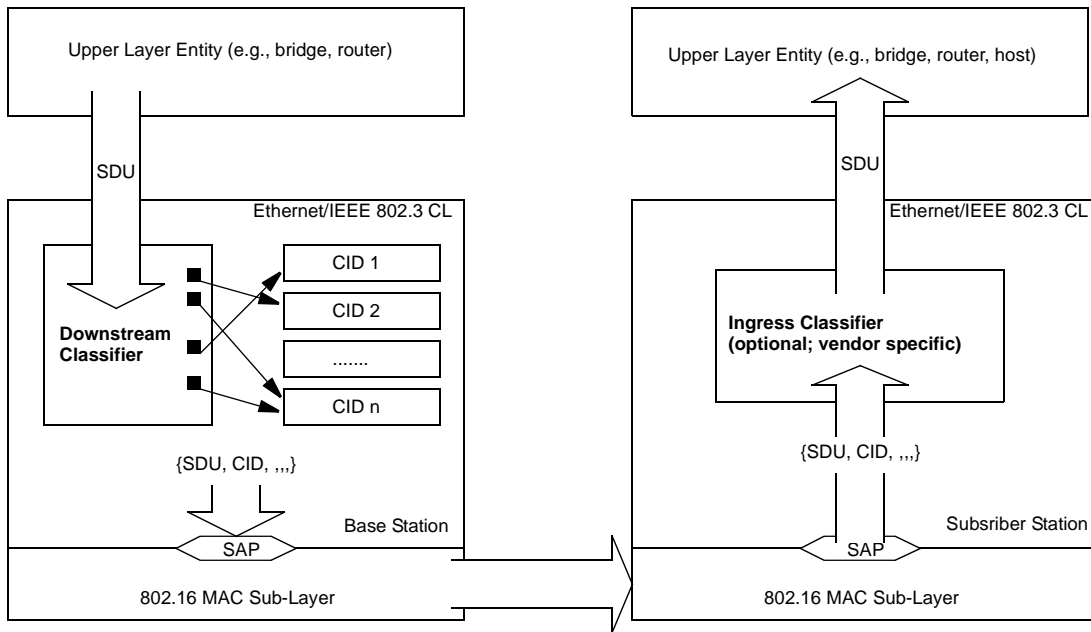 Upper Layer Entity (e.g., bridge, router)
SDU
Ethernet/IEEE 802.3 CL
Downstream
Classifier
CID 1
CID 2
.......
CID n
{SDU, CID, ,,,}
Base Station
SAP
802.16 MAC Sub-Layer
Upper Layer Entity (e.g., bridge, router, host)
SDU
Ethernet/IEEE 802.3 CL
Ingress Classifier
(optional; vendor specific)
{SDU, CID, ,,,}
Subsriber Station
SAP
802.16 MAC Sub-Layer